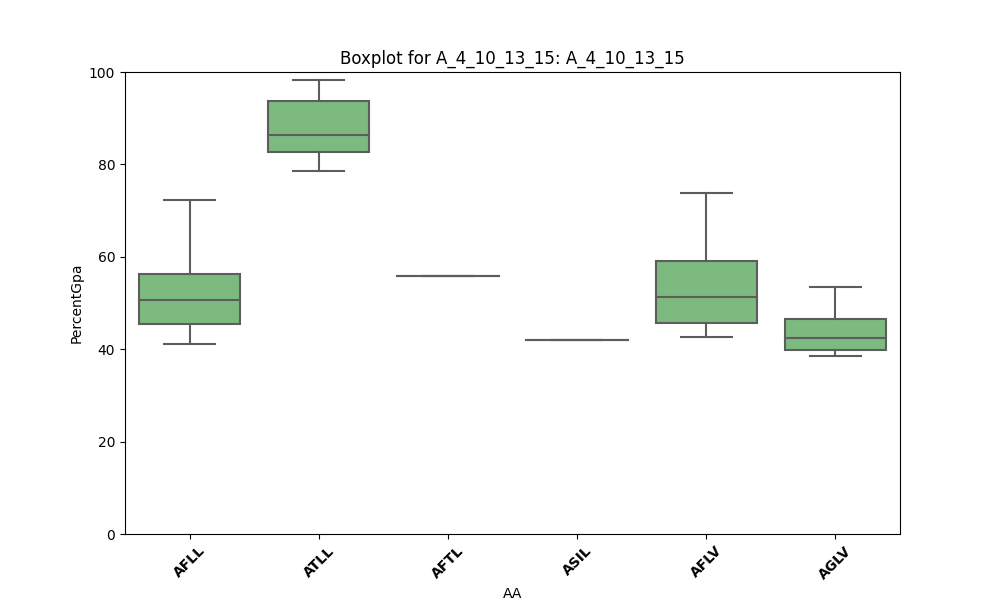 Boxplot for A_4_10_13_15: A_4_10_13_15
PercentGpa
100
80
60
40
20
0
AFLL ATLL AFTL ASIL AFLV AGLV
AA